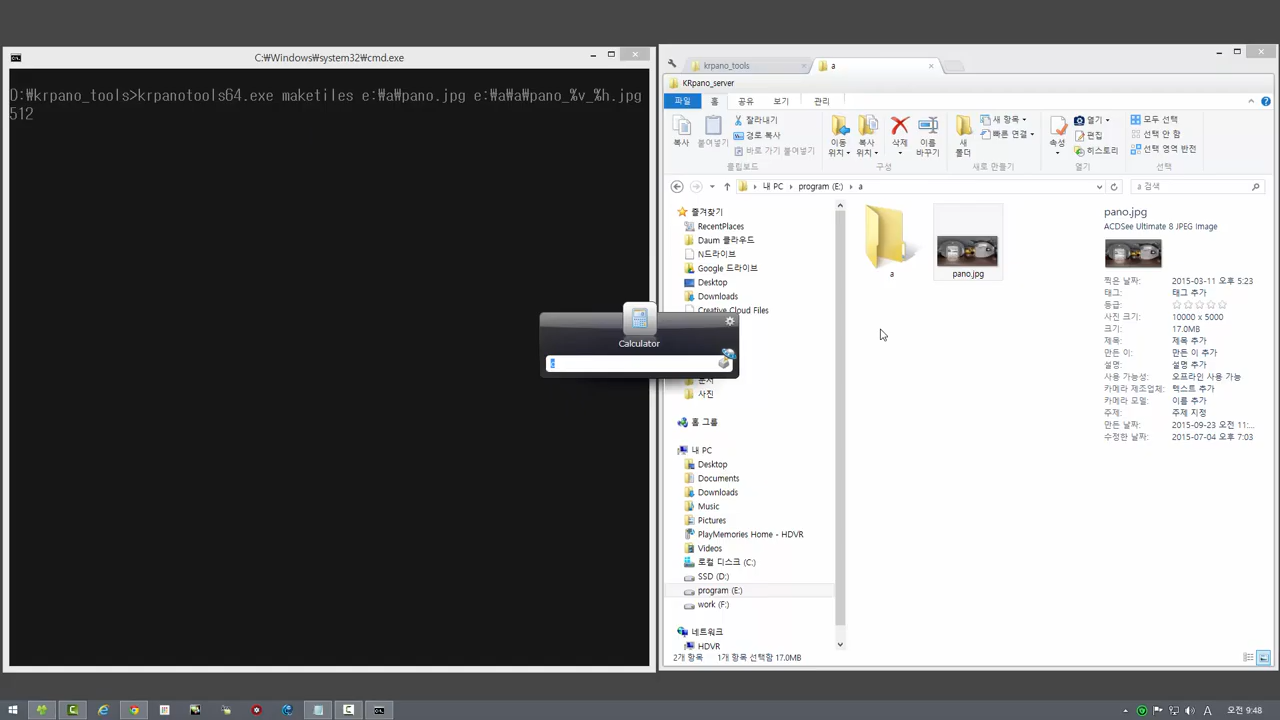 C:₩Windows₩system32₩cmd.exe
D:₩krpano_tools>krpanotools64.exe maketiles e:₩a₩pano.jpg e:₩a₩a₩pano_%v_%h.jpg
512
krpano_tools
a
KRpano_server
파일
홈
공유
보기
관리
복사
붙여넣기
잘라내기
경로 복사
바로 가기 붙여넣기
클립보드
이동 위치
복사 위치
삭제
이름 바꾸기
구성
새 폴더
새 항목
빠른 연결
새로 만들기
속성
열기
편집
히스토리
열기
모두 선택
선택 안 함
선택 영역 반전
선택
내 PC
program (E:)
a
a 검색
즐겨찾기
RecentPlaces
Daum 클라우드
N드라이브
Google 드라이브
Desktop
Downloads
Creative Cloud Files
문서
사진
홈 그룹
내 PC
Desktop
Documents
Downloads
Music
Pictures
PlayMemories Home - HDVR
Videos
로컬 디스크 (C:)
SSD (D:)
program (E:)
work (F:)
네트워크
HDVR
a
pano.jpg
pano.jpg
ACDSee Ultimate 8 JPEG Image
찍은 날짜: 2015-03-11 오후 5:23
태그: 태그 추가
등급:
사진 크기: 10000 x 5000
크기: 17.0MB
제목: 제목 추가
만든 이: 만든 이 추가
설명: 설명 추가
사용 가능성: 오프라인 사용 가능
카메라 제조업체: 텍스트 추가
카메라 모델: 이름 추가
주제: 주제 지정
만든 날짜: 2015-09-23 오전 11:...
수정한 날짜: 2015-07-04 오후 7:03
Calculator
c
2개 항목
1개 항목 선택함 17.0MB
A
오전 9:48